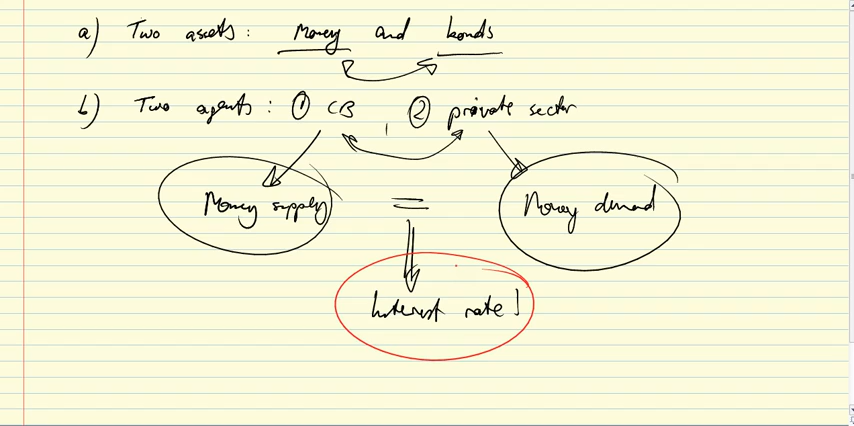 a) Two assets: Money and bonds
b) Two agents: ① CB, ② private sector
Money supply = Money demand
Interest rate!